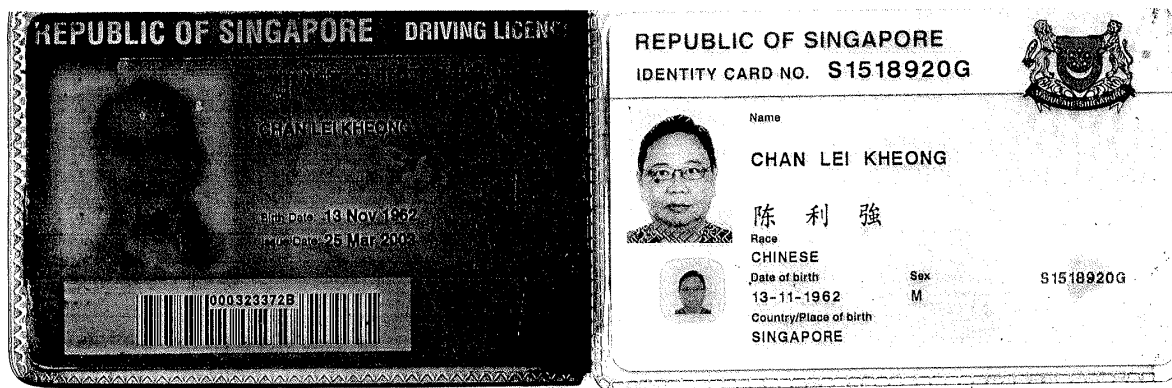 REPUBLIC OF SINGAPORE DRIVING LICENC
CHAN LEI KHEONG
Birth Date 13 Nov 1962
Issue Date 25 Mar 2003
000323372B
REPUBLIC OF SINGAPORE
IDENTITY CARD NO. S1518920G
Name
CHAN LEI KHEONG
陈利強
Race
CHINESE
Date of birth Sex
13-11-1962 M S1518920G
Country/Place of birth
SINGAPORE